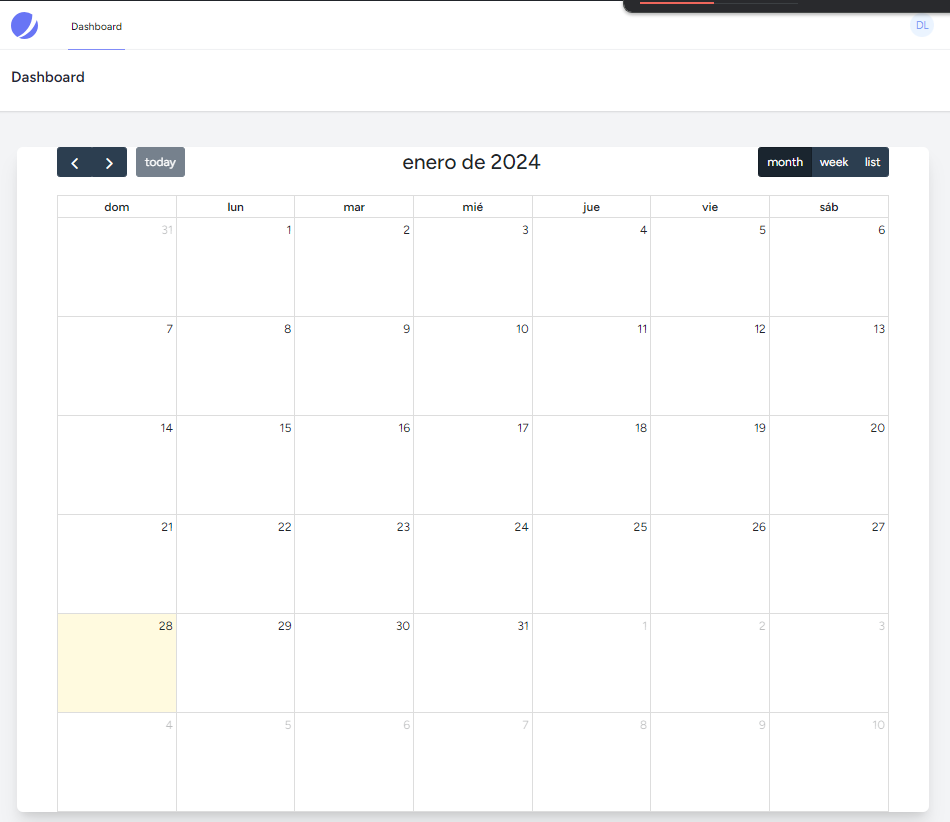 Dashboard
DL
Dashboard
today
enero de 2024
month week list
dom lun mar mié jue vie sáb
31 1 2 3 4 5 6
7 8 9 10 11 12 13
14 15 16 17 18 19 20
21 22 23 24 25 26 27
28 29 30 31 1 2 3
4 5 6 7 8 9 10